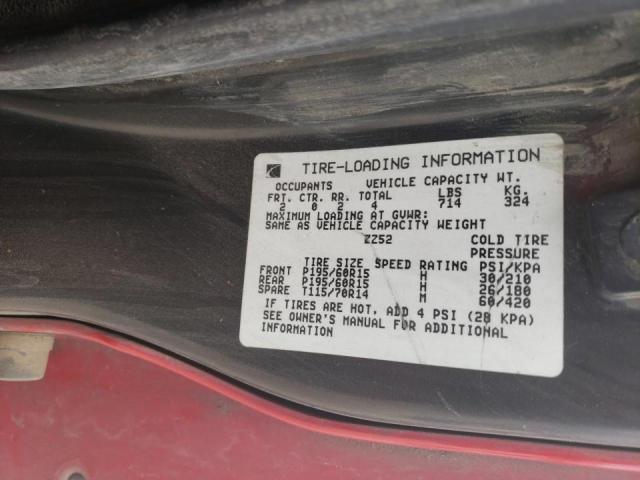 TIRE-LOADING INFORMATION
OCCUPANTS VEHICLE CAPACITY WT.
FRT. CTR. RR. TOTAL LBS KG.
2 0 2 4 714 324
MAXIMUM LOADING AT GVWR:
SAME AS VEHICLE CAPACITY WEIGHT
ZZ52 COLD TIRE
PRESSURE
TIRE SIZE SPEED RATING PSI/KPA
FRONT P195/60R15 H 30/210
REAR P195/60R15 H 26/180
SPARE T115/70R14 M 60/420
IF TIRES ARE HOT, ADD 4 PSI (28 KPA)
SEE OWNER'S MANUAL FOR ADDITIONAL
INFORMATION